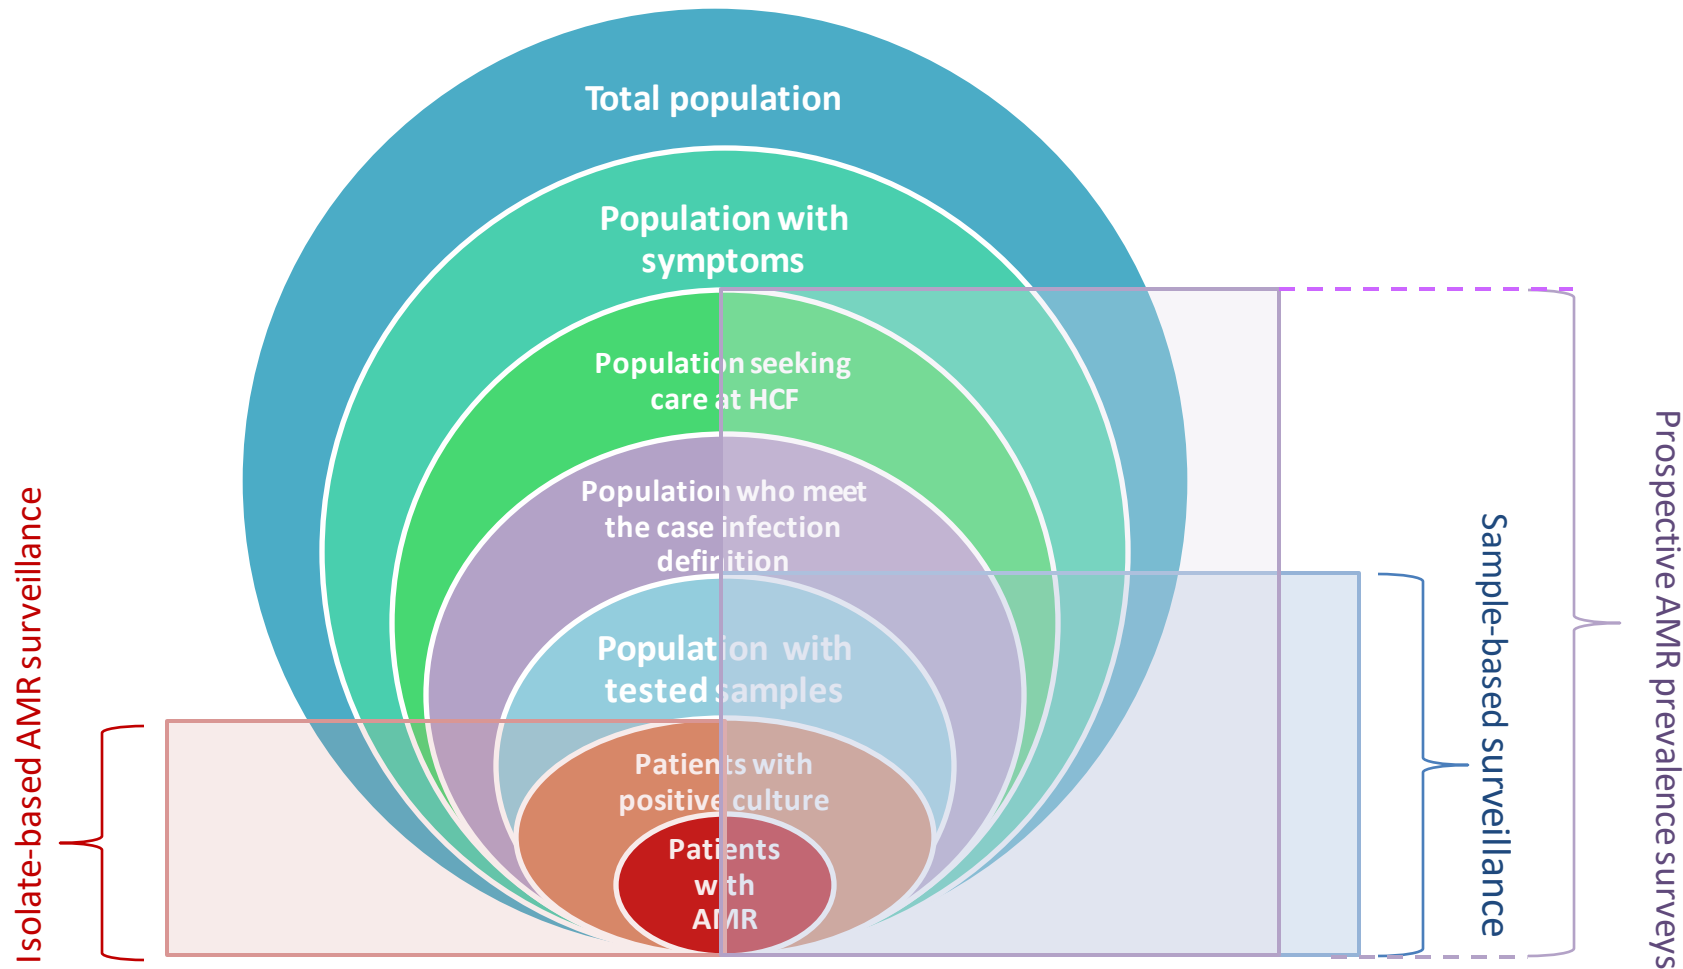 Total population
Population with
symptoms
Population seeking
care at HCF
Population who meet
the case infection
definition
Population with
tested samples
Patients with
positive culture
Patients
with
AMR
Isolate-based AMR surveillance
Sample-based surveillance
Prospective AMR prevalence surveys